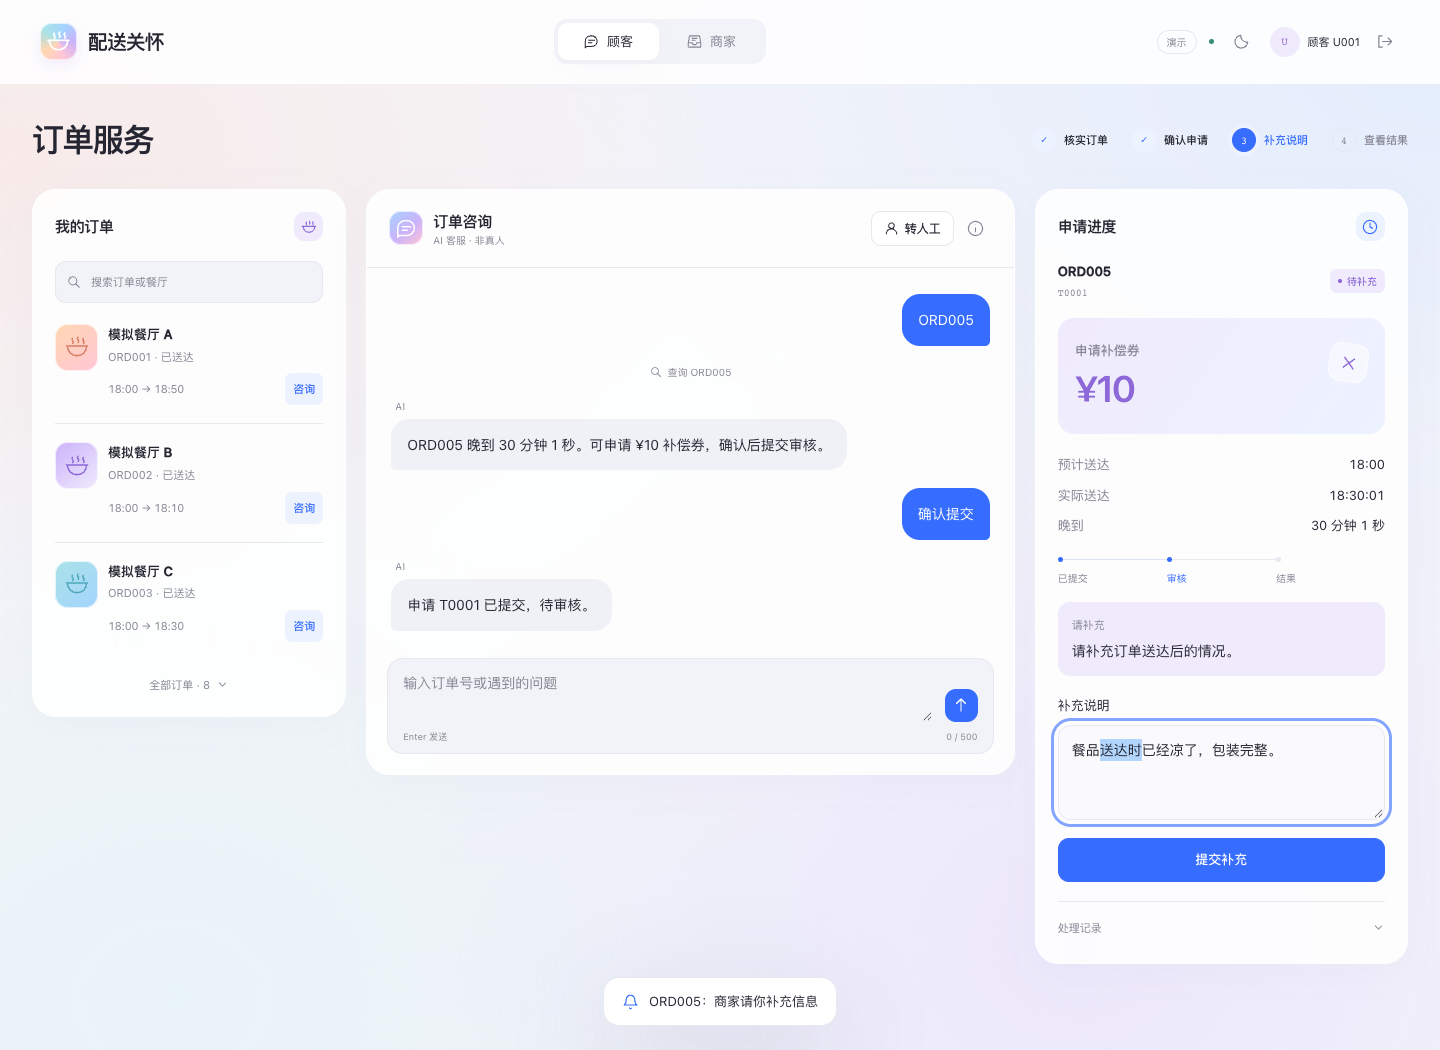 配送关怀
顾客
商家
演示
U
顾客 U001
订单服务
✓ 核实订单
✓ 确认申请
3 补充说明
4 查看结果
我的订单
搜索订单或餐厅
模拟餐厅 A
ORD001 · 已送达
18:00 → 18:50
咨询
模拟餐厅 B
ORD002 · 已送达
18:00 → 18:10
咨询
模拟餐厅 C
ORD003 · 已送达
18:00 → 18:30
咨询
全部订单 · 8
订单咨询
AI 客服 · 非真人
转人工
ORD005
查询 ORD005
AI
ORD005 晚到 30 分钟 1 秒。可申请 ¥10 补偿券，确认后提交审核。
确认提交
AI
申请 T0001 已提交，待审核。
输入订单号或遇到的问题
Enter 发送
0 / 500
申请进度
ORD005
T0001
待补充
申请补偿券
¥10
预计送达
18:00
实际送达
18:30:01
晚到
30 分钟 1 秒
已提交
审核
结果
请补充
请补充订单送达后的情况。
补充说明
餐品送达时已经凉了，包装完整。
提交补充
处理记录
ORD005：商家请你补充信息